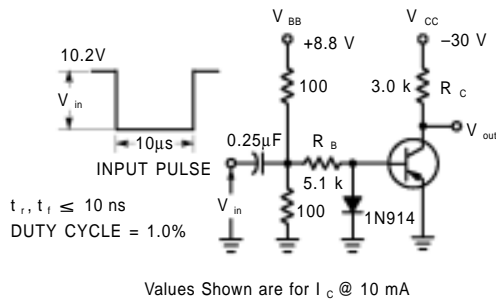 V BB
+8.8 V
V CC
−30 V
10.2V
V in
10µs
INPUT PULSE
100
3.0 k
R C
V out
0.25µF
R B
5.1 k
V in
100
1N914
t r, t f ≤ 10 ns
DUTY CYCLE = 1.0%
Values Shown are for I C @ 10 mA